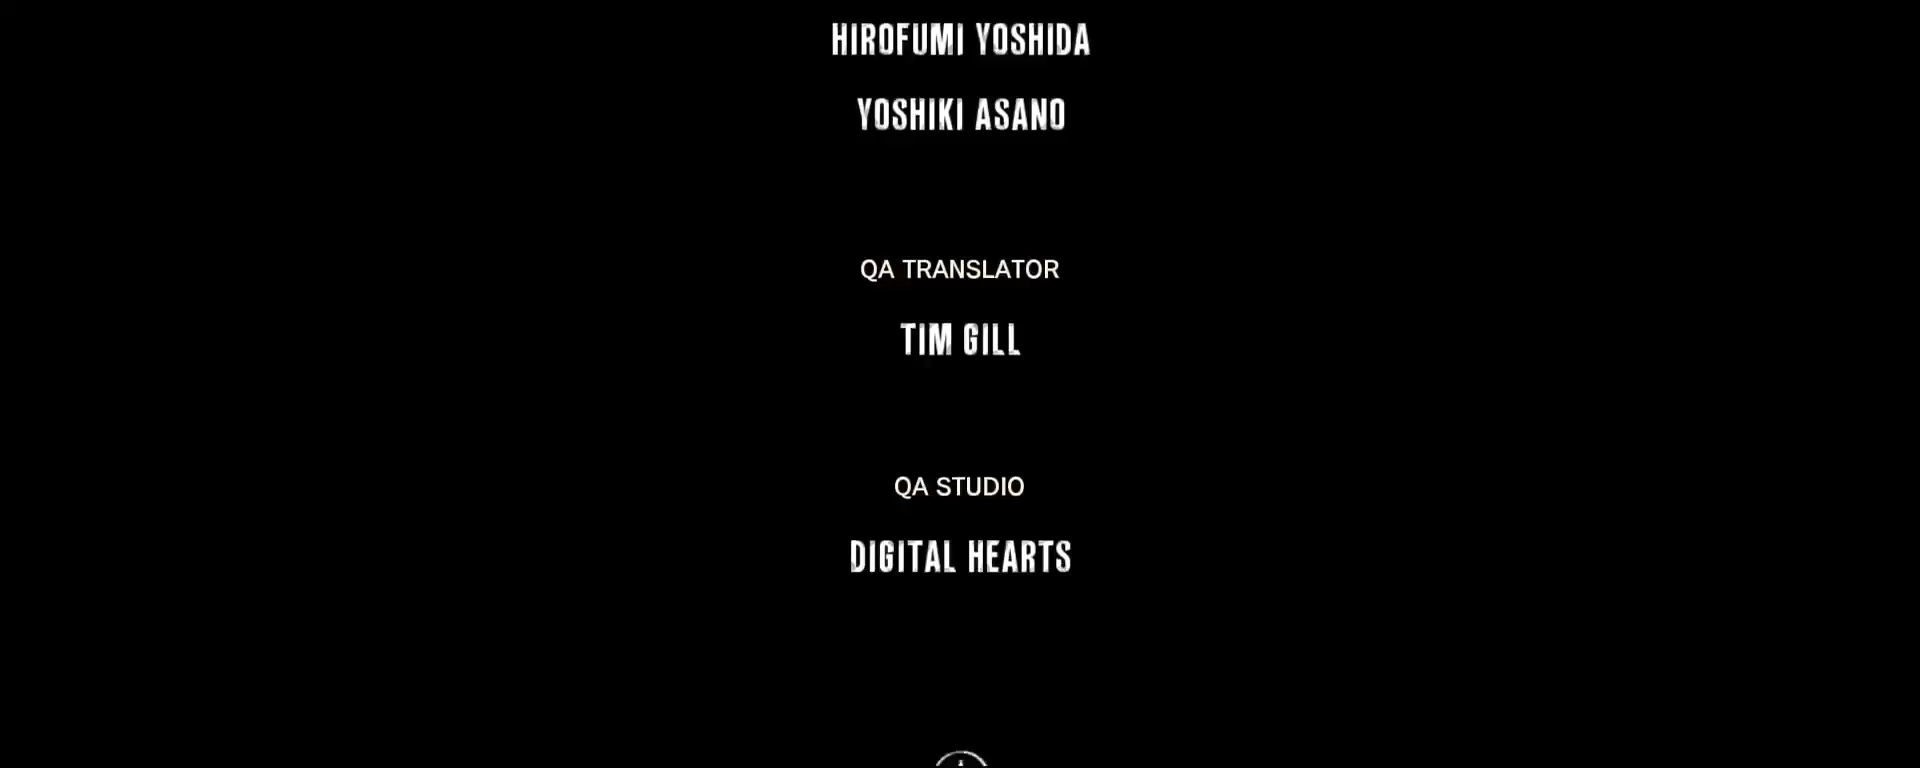 HIROFUMI YOSHIDA
YOSHIKI ASANO
QA TRANSLATOR
TIM GILL
QA STUDIO
DIGITAL HEARTS